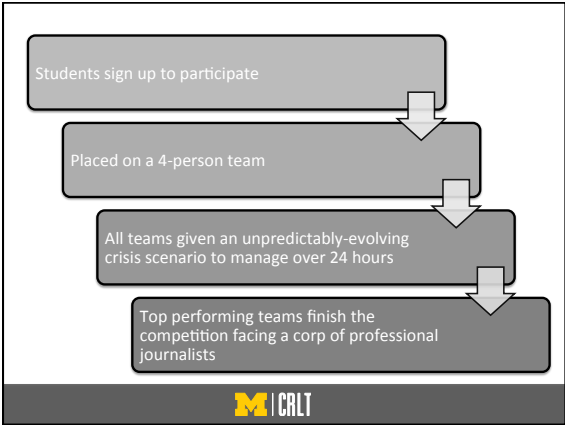 Students sign up to participate
Placed on a 4-person team
All teams given an unpredictably-evolving
crisis scenario to manage over 24 hours
Top performing teams finish the
competition facing a corp of professional
journalists
M | CRLT